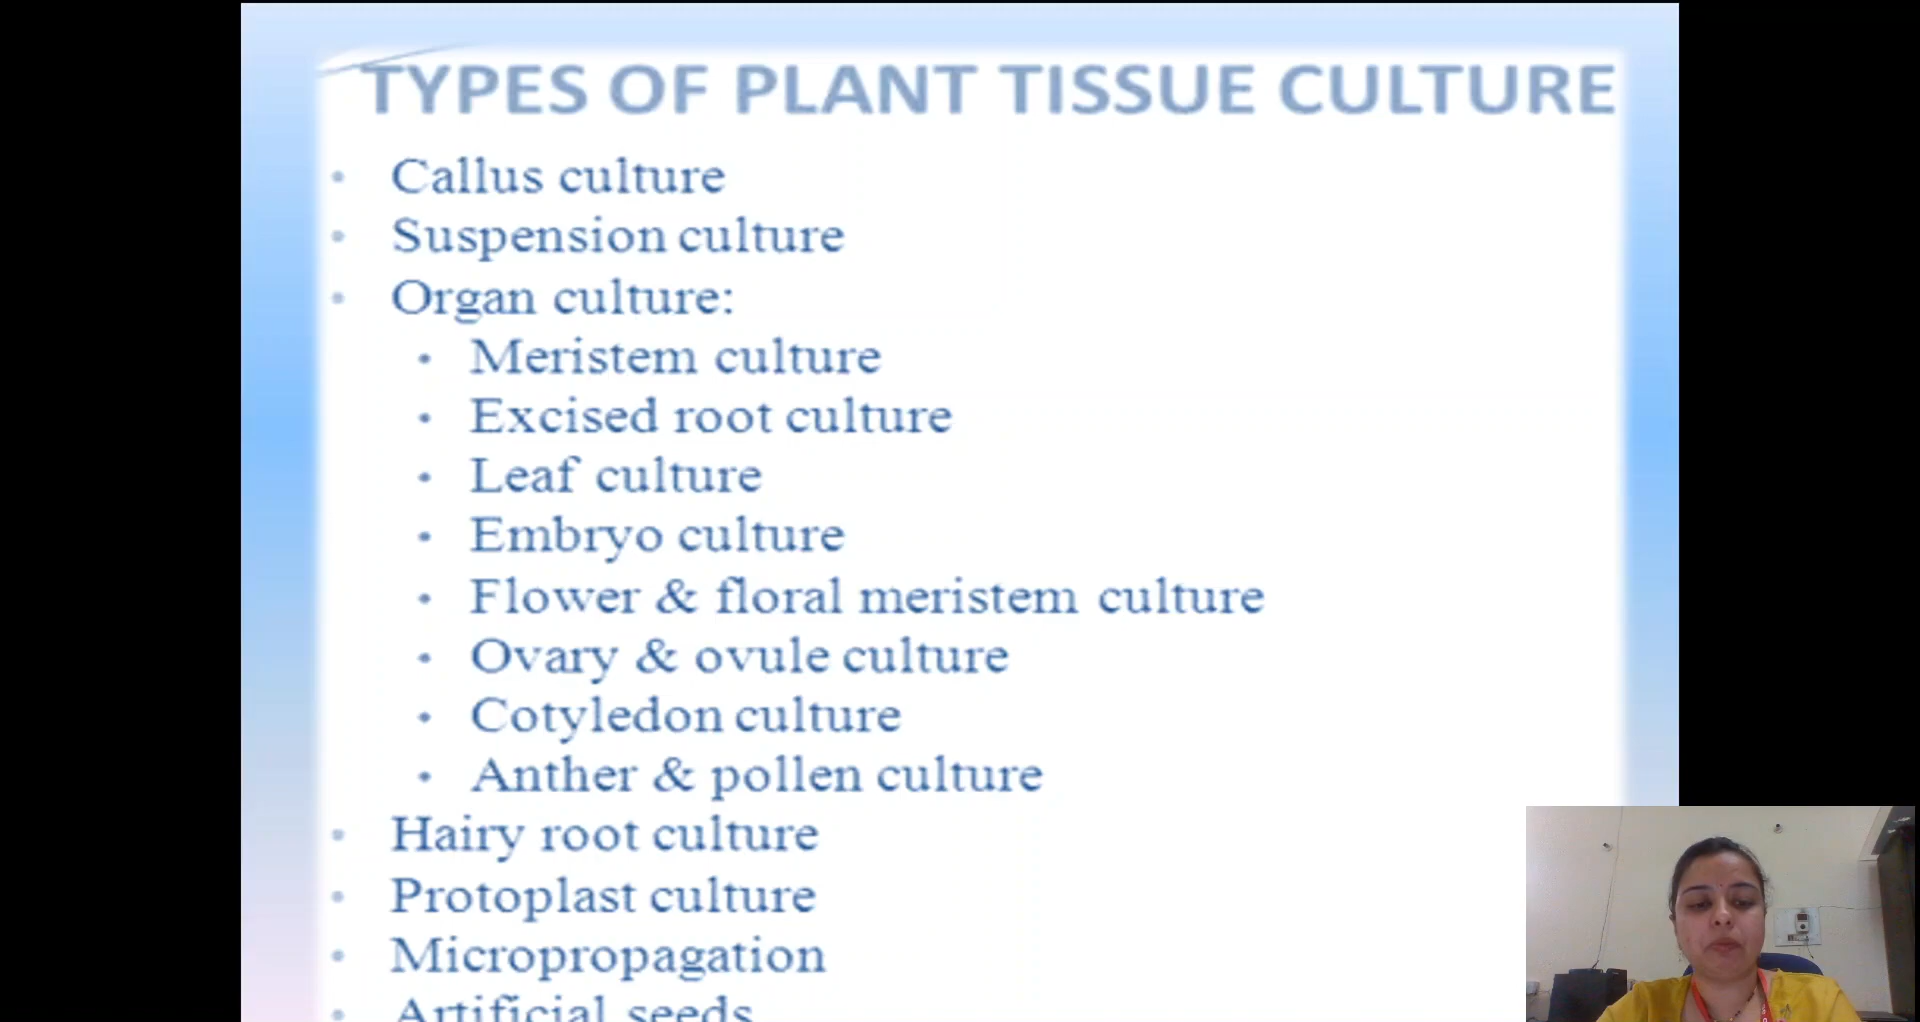 TYPES OF PLANT TISSUE CULTURE
• Callus culture
• Suspension culture
• Organ culture:
• Meristem culture
• Excised root culture
• Leaf culture
• Embryo culture
• Flower & floral meristem culture
• Ovary & ovule culture
• Cotyledon culture
• Anther & pollen culture
• Hairy root culture
• Protoplast culture
• Micropropagation
• Artificial seeds